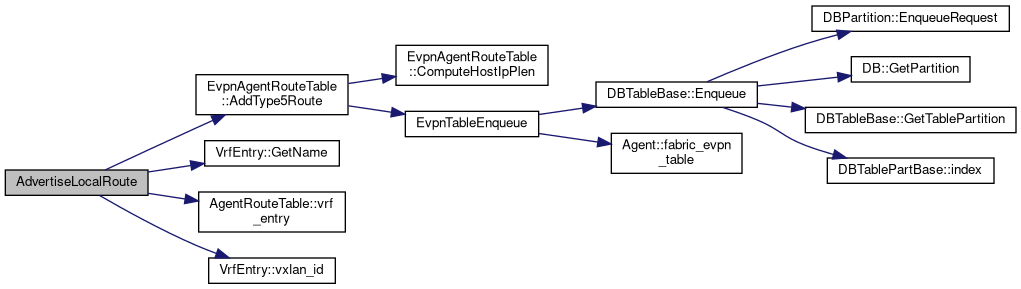 DBPartition::EnqueueRequest
EvpnAgentRouteTable
::ComputeHostIpPlen
DB::GetPartition
EvpnAgentRouteTable
::AddType5Route
DBTableBase::Enqueue
EvpnTableEnqueue
DBTableBase::GetTablePartition
VrfEntry::GetName
Agent::fabric_evpn
_table
DBTablePartBase::index
AdvertiseLocalRoute
AgentRouteTable::vrf
_entry
VrfEntry::vxlan_id